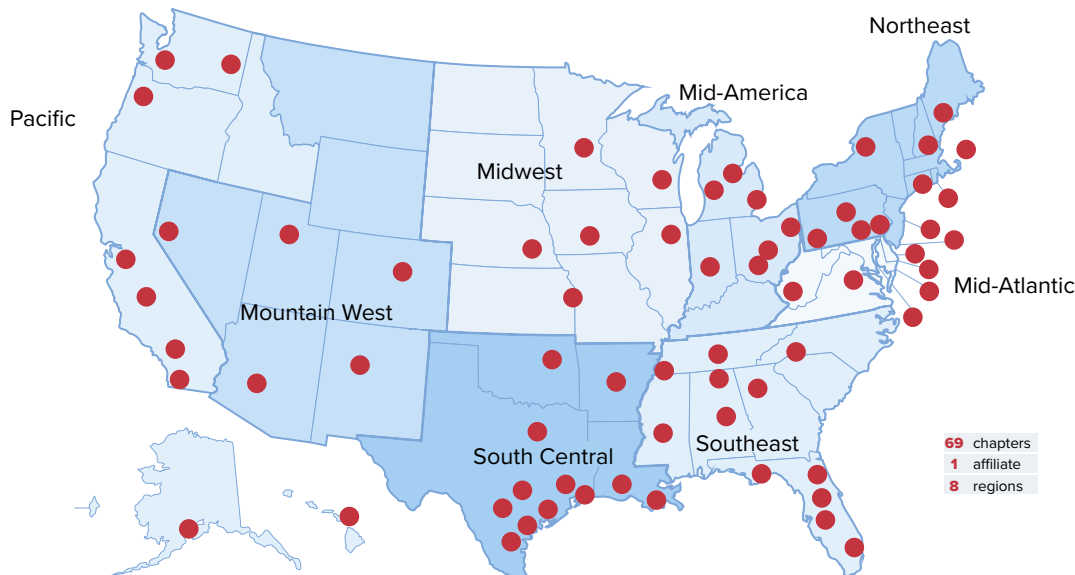 Northeast
Mid-America
Pacific
Midwest
Mid-Atlantic
Mountain West
Southeast
South Central
69 chapters
1 affiliate
8 regions